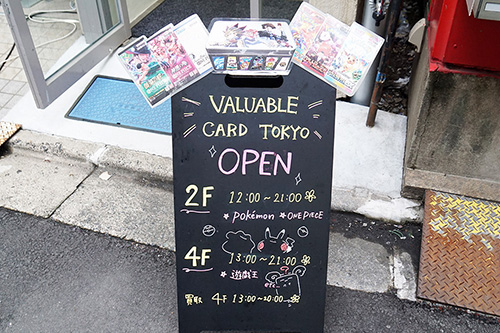 VALUABLE
CARD TOKYO
OPEN
2F 12:00~21:00
★ Pokémon ★ ONE PIECE
4F 13:00~21:00
★ 遊戯王
etc
買取 4F 13:00~20:00